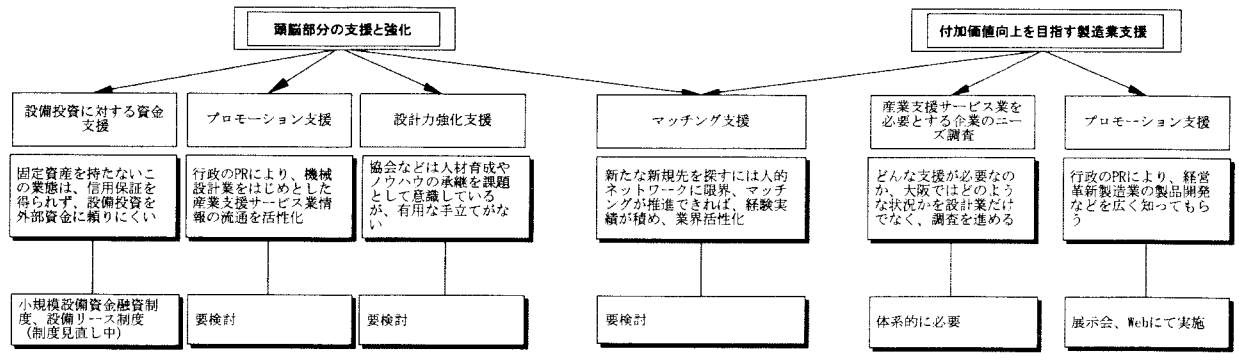 頭脳部分の支援と強化
付加価値向上を目指す製造業支援
設備投資に対する資金
支援
プロモーション支援
設計力強化支援
マッチング支援
産業支援サービス業を
必要とする企業のニー
ズ調査
プロモーション支援
固定資産を持たないこ
の業態は、信用保証を
得られず、設備投資を
外部資金に頼りにくい
行政のPRにより、機械
設計業をはじめとした
産業支援サービス業情
報の流通を活性化
協会などは人材育成や
ノウハウの承継を課題
として意識している
が、有用な手立てがな
い
新たな新規先を探すには人的
ネットワークに限界、マッチ
ングが推進できれば、経験実
績が積め、業界活性化
どんな支援が必要なの
か、大阪ではどのよう
な状況かを設計業だけ
でなく、調査を進める
行政のPRにより、経営
革新製造業の製品開発
などを広く知ってもら
う
小規模設備資金融資制
度、設備リース制度
（制度見直し中）
要検討
要検討
要検討
体系的に必要
展示会、Webにて実施